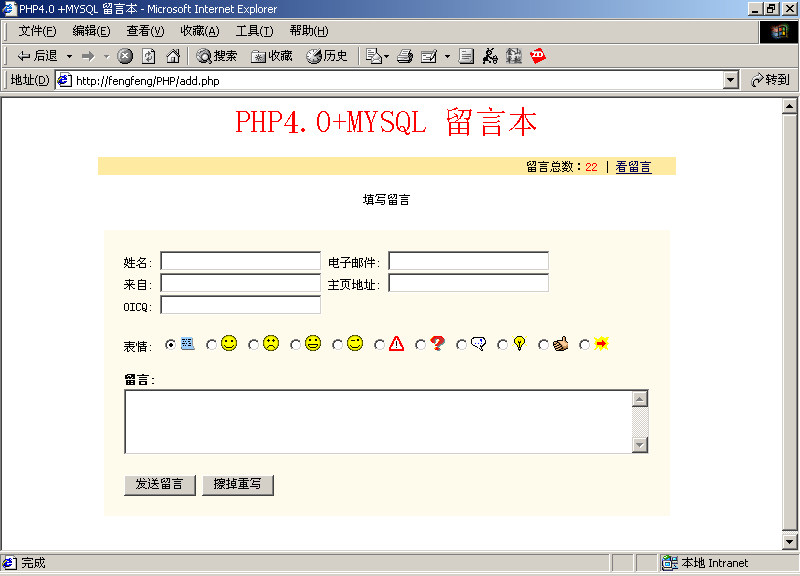 PHP4.0 +MYSQL 留言本 - Microsoft Internet Explorer
文件(F) 编辑(E) 查看(V) 收藏(A) 工具(T) 帮助(H)
后退 搜索 收藏 历史
地址(D) http://fengfeng/PHP/add.php 转到
PHP4.0+MYSQL 留言本
留言总数：22 | 看留言
填写留言
姓名: 电子邮件:
来自: 主页地址:
OICQ:
表情:
留言:
发送留言 擦掉重写
完成 本地 Intranet